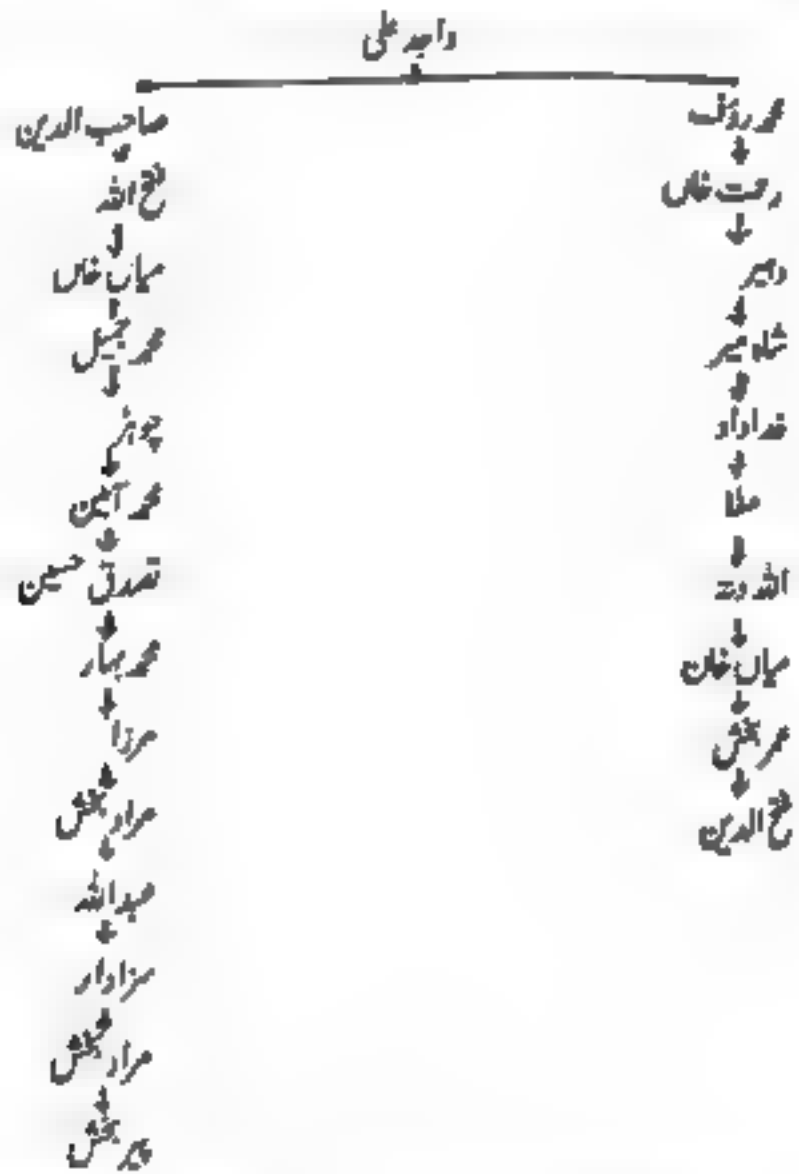 واجد علی
محمد رؤف
رحمت خاں
دامیر
شاہ میر
خداداد
عطا
اللہ دتہ
میاں خان
عمر بخش
فتح الدین
صاحب الدین
فتح اللہ
میاں خاں
محمد جمیل
چوہڑ
محمد آمین
تصدق حسین
محمد بہار
مرزا
مراد بخش
عبداللہ
سزادار
مراد بخش
پیر بخش